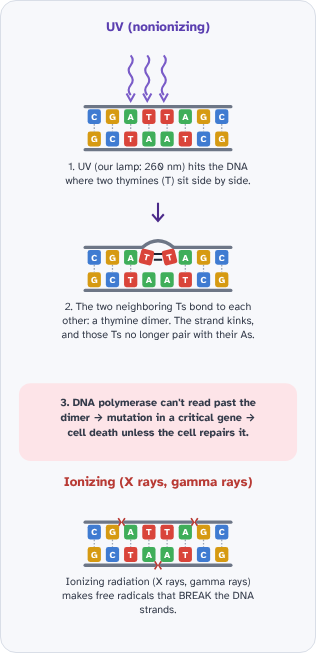 UV (nonionizing)
C G A T T A G C
G C T A A T C G
1. UV (our lamp: 260 nm) hits the DNA
where two thymines (T) sit side by side.
C G A T T A G C
G C T A A T C G
2. The two neighboring Ts bond to each
other: a thymine dimer. The strand kinks,
and those Ts no longer pair with their As.
3. DNA polymerase can't read past the
dimer → mutation in a critical gene →
cell death unless the cell repairs it.
Ionizing (X rays, gamma rays)
C G A T T A G C
G C T A A T C G
Ionizing radiation (X rays, gamma rays)
makes free radicals that BREAK the DNA
strands.